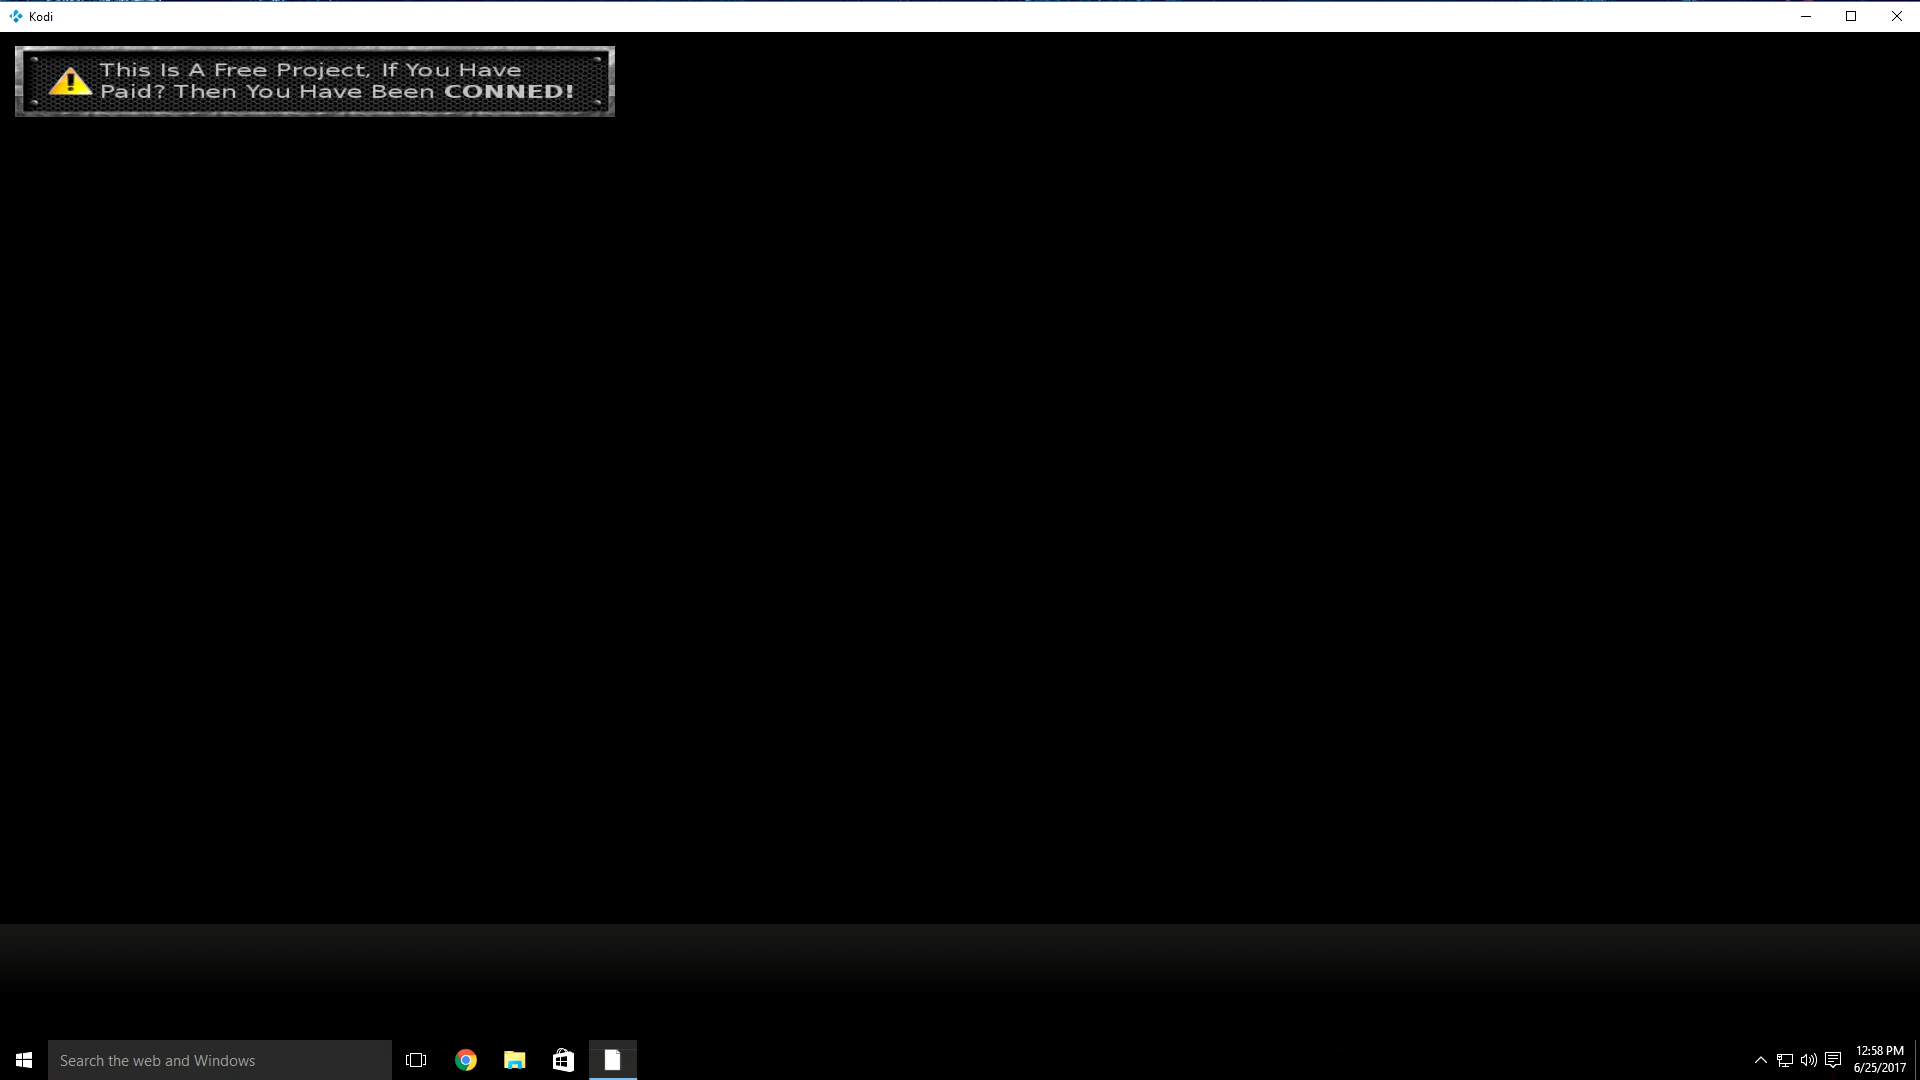 Kodi
This Is A Free Project, If You Have
Paid? Then You Have Been CONNED!
Search the web and Windows
12:58 PM
6/25/2017